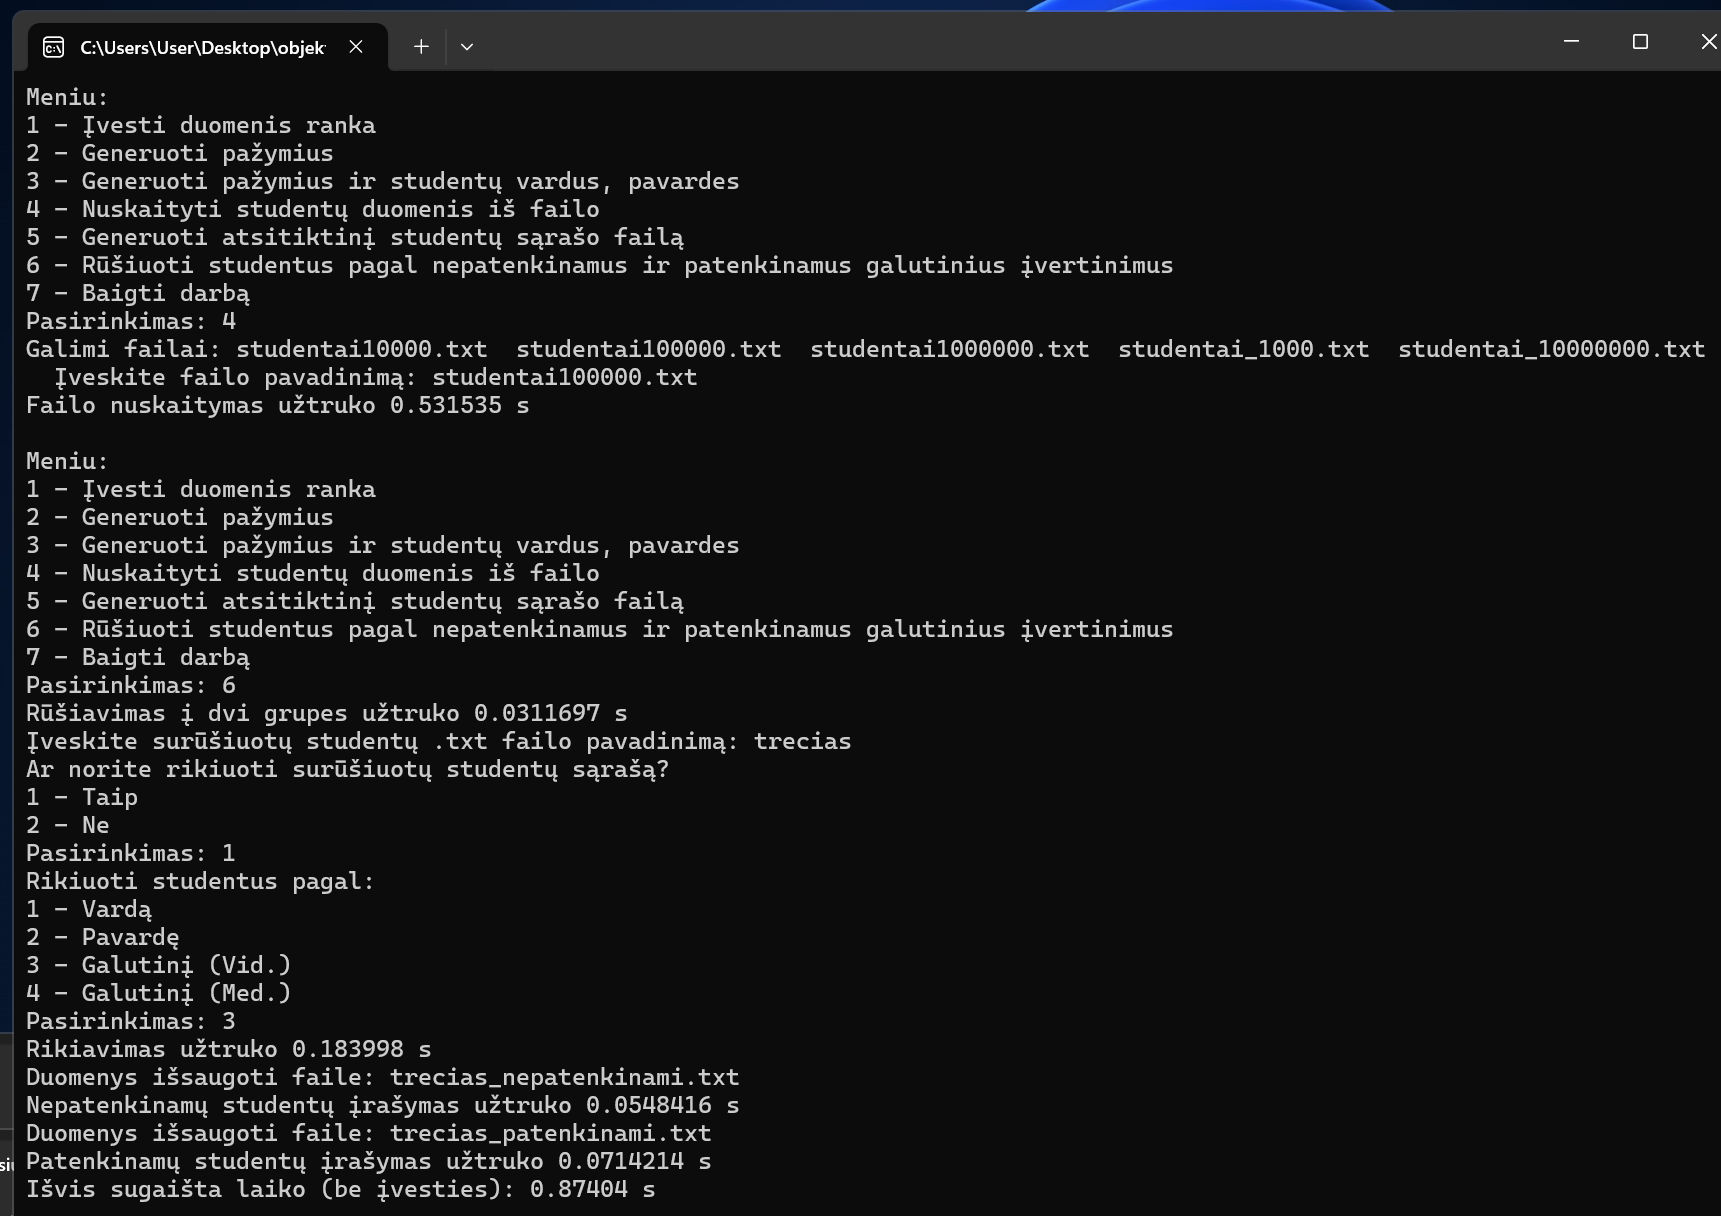 C:\Users\User\Desktop\objek
Meniu:
1 - Įvesti duomenis ranka
2 - Generuoti pažymius
3 - Generuoti pažymius ir studentų vardus, pavardes
4 - Nuskaityti studentų duomenis iš failo
5 - Generuoti atsitiktinį studentų sąrašo failą
6 - Rūšiuoti studentus pagal nepatenkinamus ir patenkinamus galutinius įvertinimus
7 - Baigti darbą
Pasirinkimas: 4
Galimi failai: studentai10000.txt  studentai100000.txt  studentai1000000.txt  studentai_1000.txt  studentai_10000000.txt
  Įveskite failo pavadinimą: studentai100000.txt
Failo nuskaitymas užtruko 0.531535 s
Meniu:
1 - Įvesti duomenis ranka
2 - Generuoti pažymius
3 - Generuoti pažymius ir studentų vardus, pavardes
4 - Nuskaityti studentų duomenis iš failo
5 - Generuoti atsitiktinį studentų sąrašo failą
6 - Rūšiuoti studentus pagal nepatenkinamus ir patenkinamus galutinius įvertinimus
7 - Baigti darbą
Pasirinkimas: 6
Rūšiavimas į dvi grupes užtruko 0.0311697 s
Įveskite surūšiuotų studentų .txt failo pavadinimą: trecias
Ar norite rikiuoti surūšiuotų studentų sąrašą?
1 - Taip
2 - Ne
Pasirinkimas: 1
Rikiuoti studentus pagal:
1 - Vardą
2 - Pavardę
3 - Galutinį (Vid.)
4 - Galutinį (Med.)
Pasirinkimas: 3
Rikiavimas užtruko 0.183998 s
Duomenys išsaugoti faile: trecias_nepatenkinami.txt
Nepatenkinamų studentų įrašymas užtruko 0.0548416 s
Duomenys išsaugoti faile: trecias_patenkinami.txt
Patenkinamų studentų įrašymas užtruko 0.0714214 s
Išvis sugaišta laiko (be įvesties): 0.87404 s